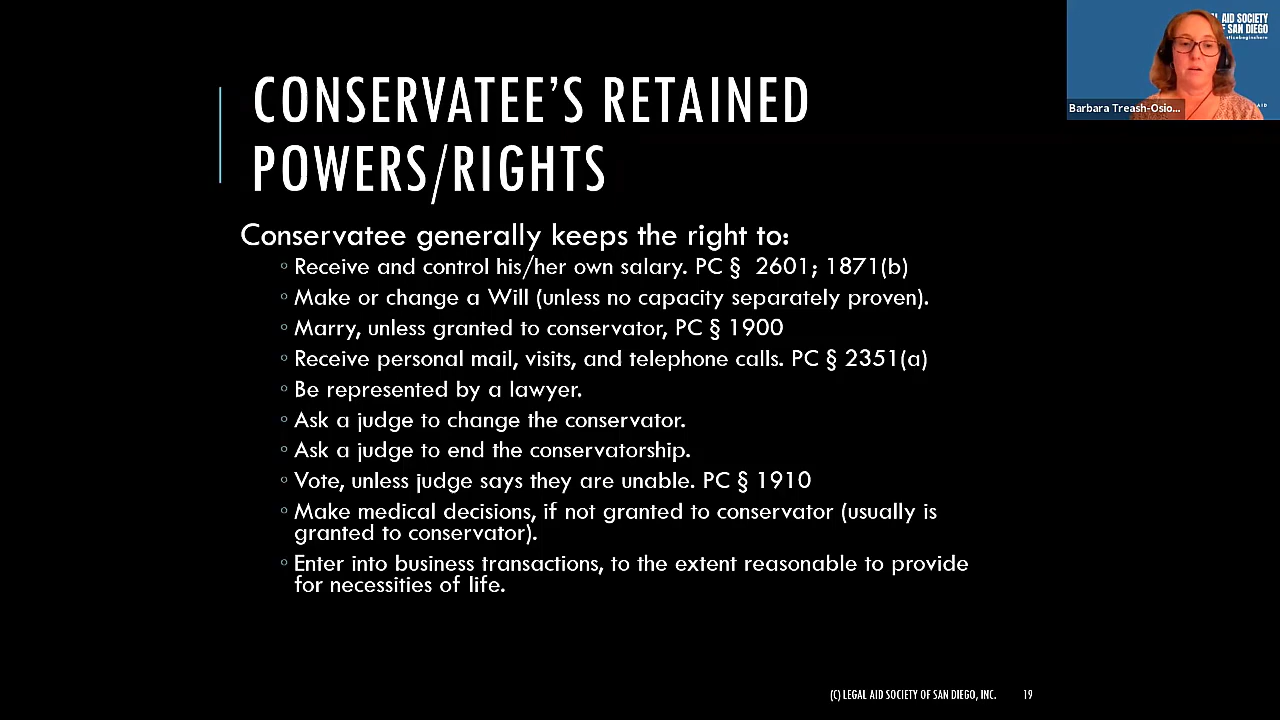 CONSERVATEE'S RETAINED
POWERS/RIGHTS
Conservatee generally keeps the right to:
◦ Receive and control his/her own salary. PC § 2601; 1871(b)
◦ Make or change a Will (unless no capacity separately proven).
◦ Marry, unless granted to conservator, PC § 1900
◦ Receive personal mail, visits, and telephone calls. PC § 2351(a)
◦ Be represented by a lawyer.
◦ Ask a judge to change the conservator.
◦ Ask a judge to end the conservatorship.
◦ Vote, unless judge says they are unable. PC § 1910
◦ Make medical decisions, if not granted to conservator (usually is
granted to conservator).
◦ Enter into business transactions, to the extent reasonable to provide
for necessities of life.
(C) LEGAL AID SOCIETY OF SAN DIEGO, INC. 19
AID SOCIETY
SAN DIEGO
Barbara Treash-Osio...